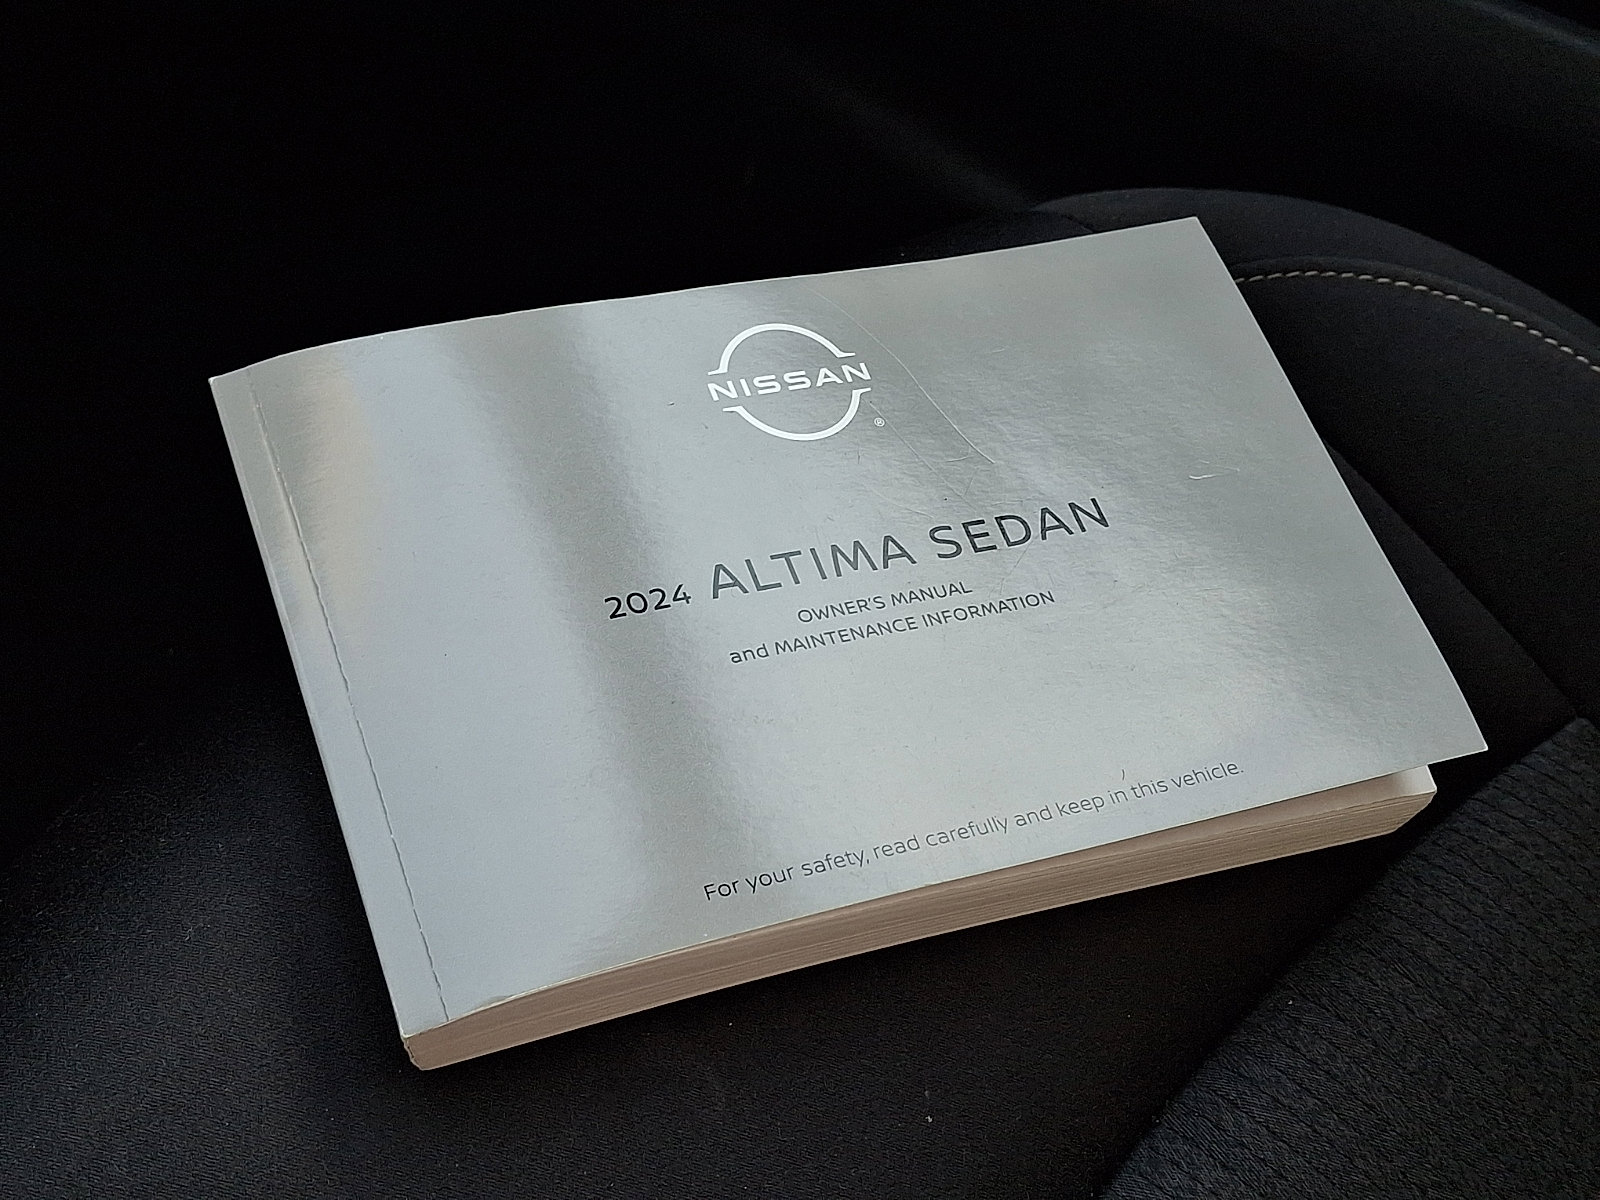 NISSAN
®
2024 ALTIMA SEDAN
OWNER'S MANUAL
and MAINTENANCE INFORMATION
For your safety, read carefully and keep in this vehicle.